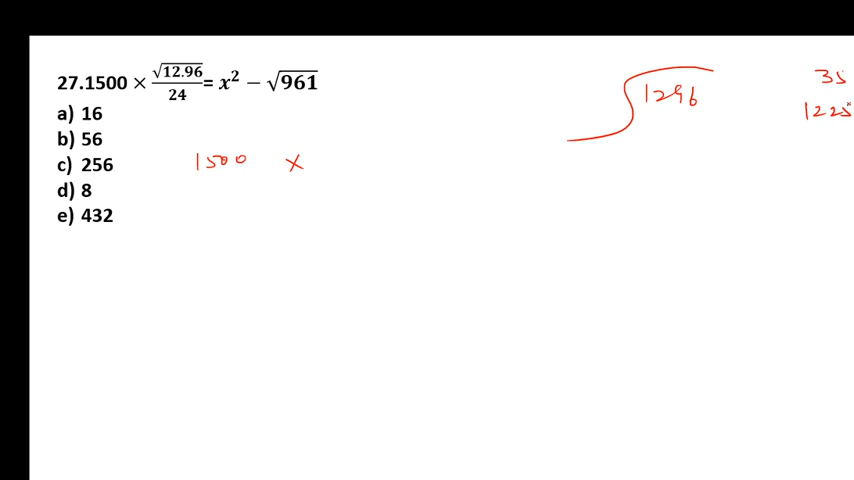 27.1500 × √12.96/24 = x² − √961
a) 16
b) 56
c) 256
d) 8
e) 432
1500 ×
√1296
35
1225